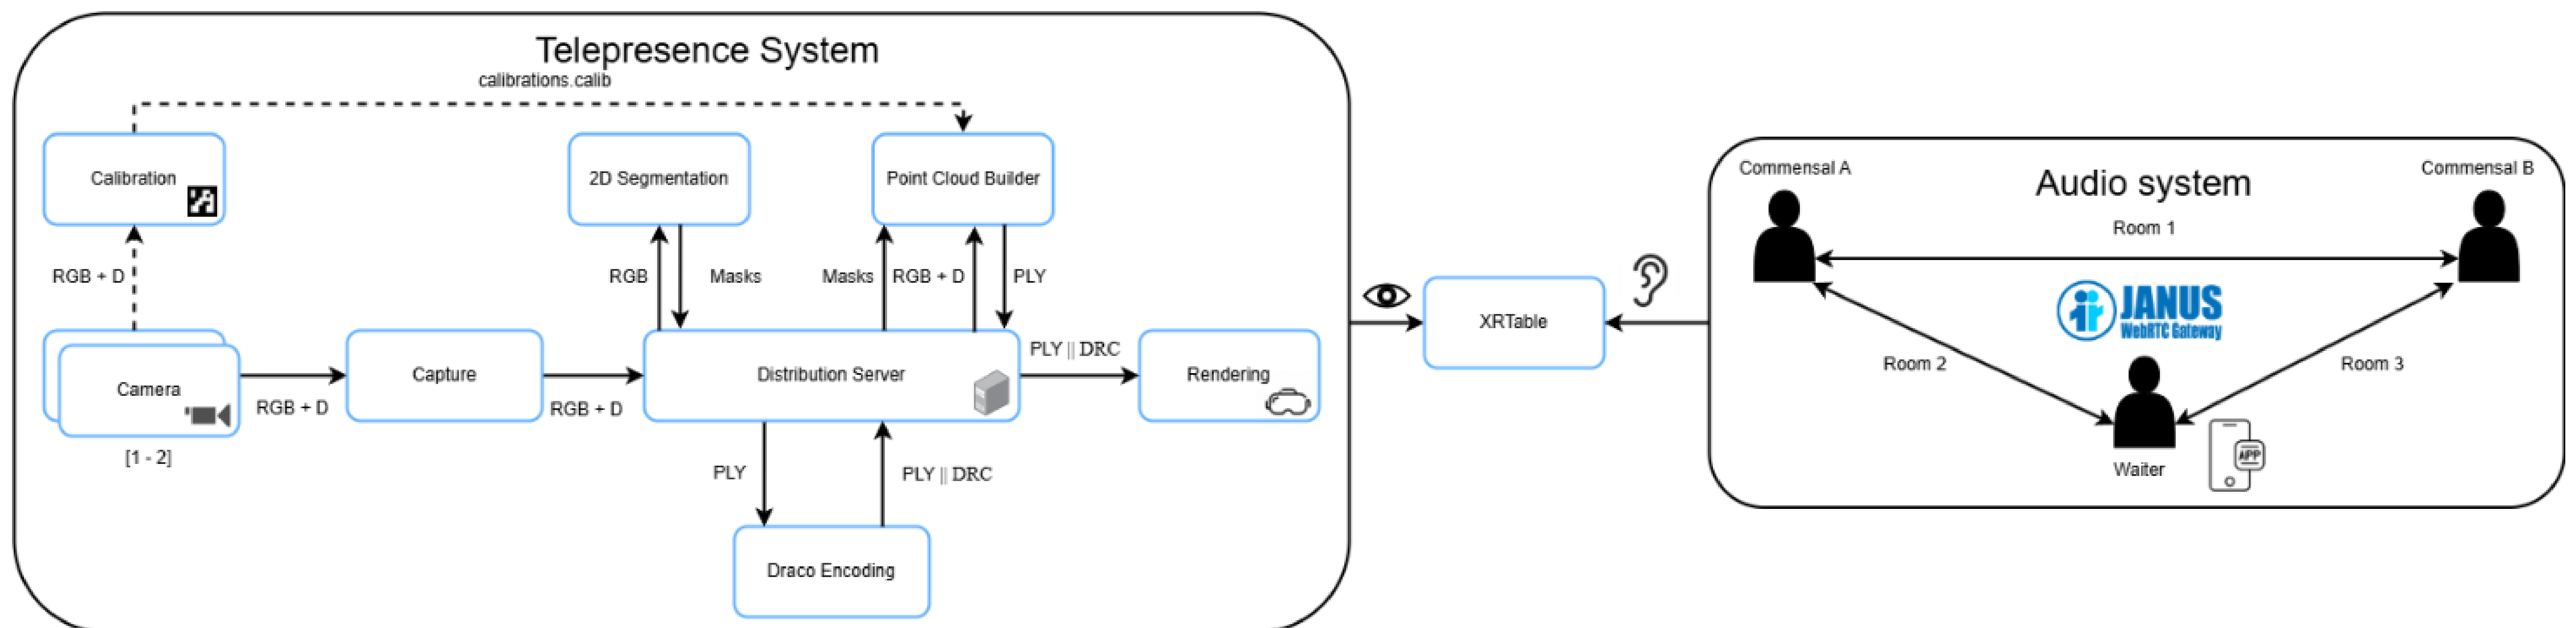 Telepresence System
calibrations.calib
Calibration
2D Segmentation
Point Cloud Builder
RGB + D
RGB
Masks
Masks
RGB + D
PLY
Camera
[1 - 2]
RGB + D
Capture
RGB + D
Distribution Server
PLY || DRC
Rendering
PLY
PLY || DRC
Draco Encoding
XRTable
Audio system
Commensal A
Commensal B
Room 1
JANUS
WebRTC Gateway
Room 2
Room 3
Waiter
APP